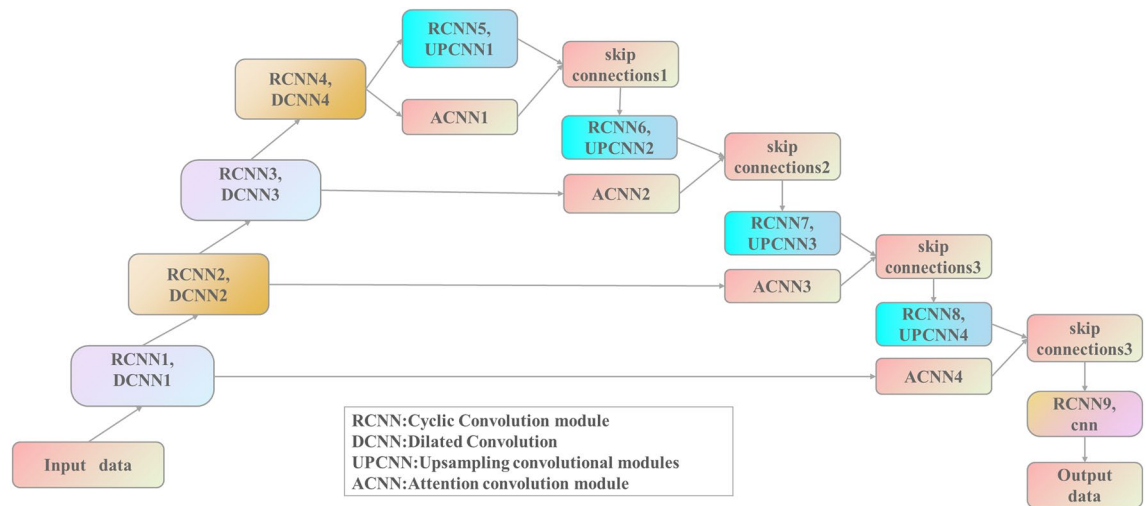 RCNN5,
UPCNN1
skip
connections1
RCNN4,
DCNN4
ACNN1
RCNN6,
UPCNN2
skip
connections2
RCNN3,
DCNN3
ACNN2
RCNN7,
UPCNN3
skip
connections3
RCNN2,
DCNN2
ACNN3
RCNN8,
UPCNN4
skip
connections3
RCNN1,
DCNN1
ACNN4
RCNN9,
cnn
RCNN:Cyclic Convolution module
DCNN:Dilated Convolution
UPCNN:Upsampling convolutional modules
ACNN:Attention convolution module
Input data
Output
data